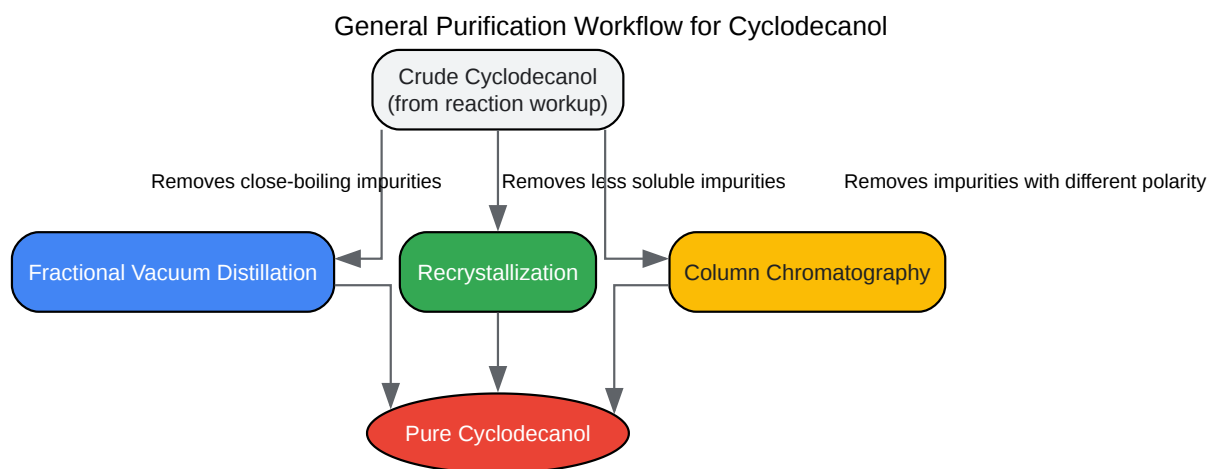 General Purification Workflow for Cyclodecanol
Crude Cyclodecanol
(from reaction workup)
Removes close-boiling impurities
Removes less soluble impurities
Removes impurities with different polarity
Fractional Vacuum Distillation
Recrystallization
Column Chromatography
Pure Cyclodecanol